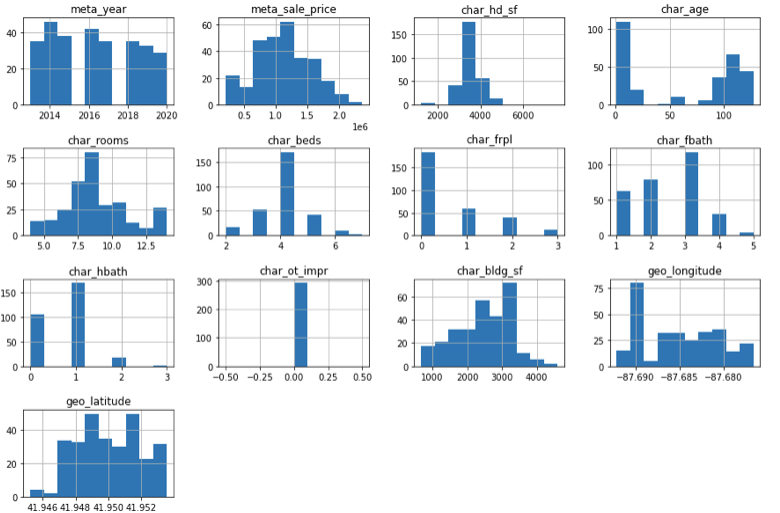 meta_year
meta_sale_price
char_hd_sf
char_age
40
20
0
2014 2016 2018 2020
60
40
20
0
0.5 1.0 1.5 2.0
1e6
150
100
50
0
2000 4000 6000
100
50
0
0 50 100
char_rooms
char_beds
char_frpl
char_fbath
75
50
25
0
5.0 7.5 10.0 12.5
150
100
50
0
2 4 6
150
100
50
0
0 1 2 3
100
50
0
1 2 3 4 5
char_hbath
char_ot_impr
char_bldg_sf
geo_longitude
150
100
50
0
0 1 2 3
300
200
100
0
−0.50 −0.25 0.00 0.25 0.50
60
40
20
0
1000 2000 3000 4000
75
50
25
0
−87.690 −87.685 −87.680
geo_latitude
40
20
0
41.946 41.948 41.950 41.952